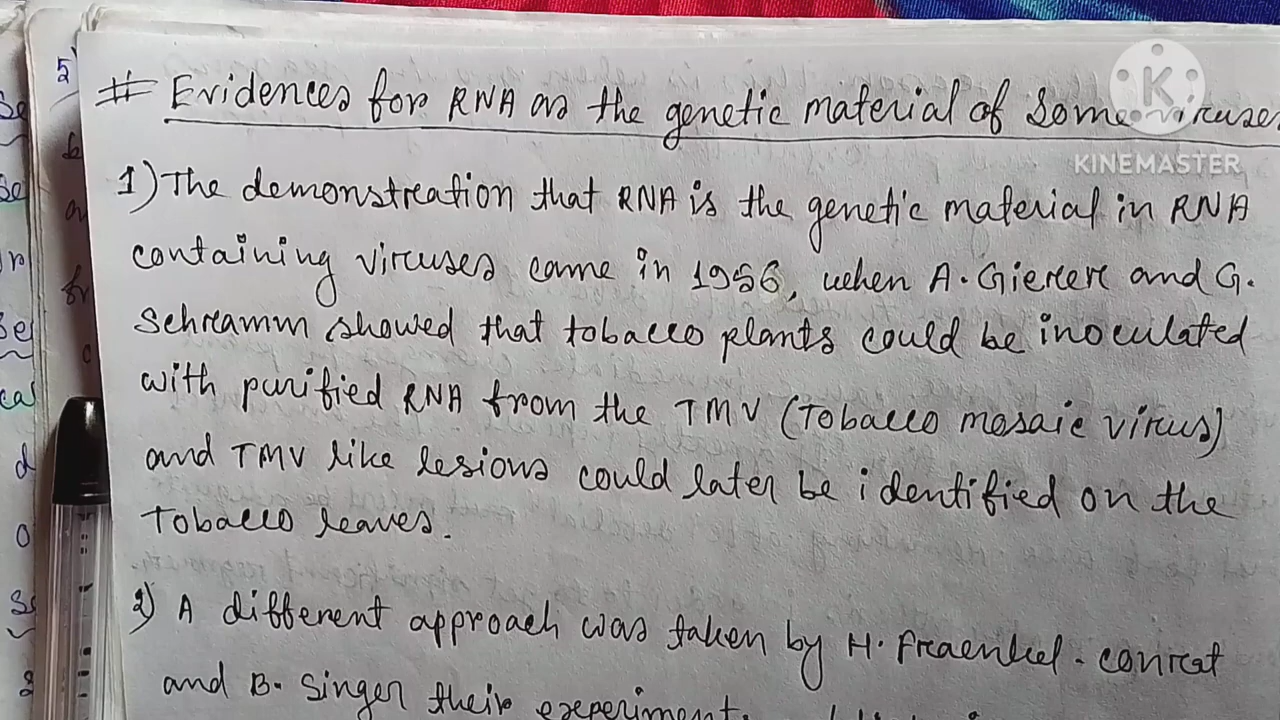 # Evidences for RNA as the genetic material of some viruses
K
KINEMASTER
1) The demonstration that RNA is the genetic material in RNA
containing viruses came in 1956, when A. Gierer and G.
Schramm showed that tobacco plants could be inoculated
with purified RNA from the TMV (Tobacco mosaic virus)
and TMV like lesions could later be identified on the
Tobacco leaves.
2) A different approach was taken by H. Fraenkel-conrat
and B. Singer their